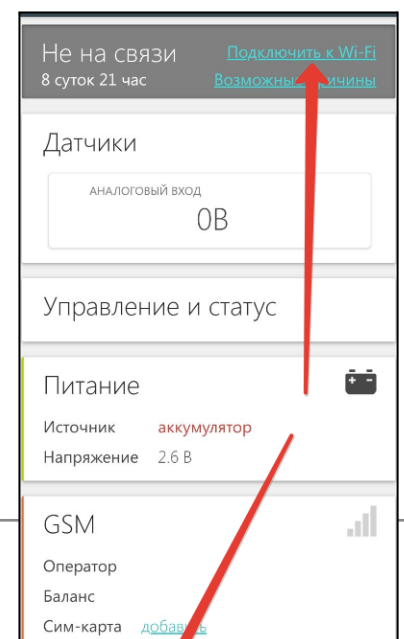 Не на связи Подключить к Wi-Fi
8 суток 21 час Возможные причины
Датчики
АНАЛОГОВЫЙ ВХОД
0В
Управление и статус
Питание
Источник аккумулятор
Напряжение 2.6 В
GSM
Оператор
Баланс
Сим-карта добавить